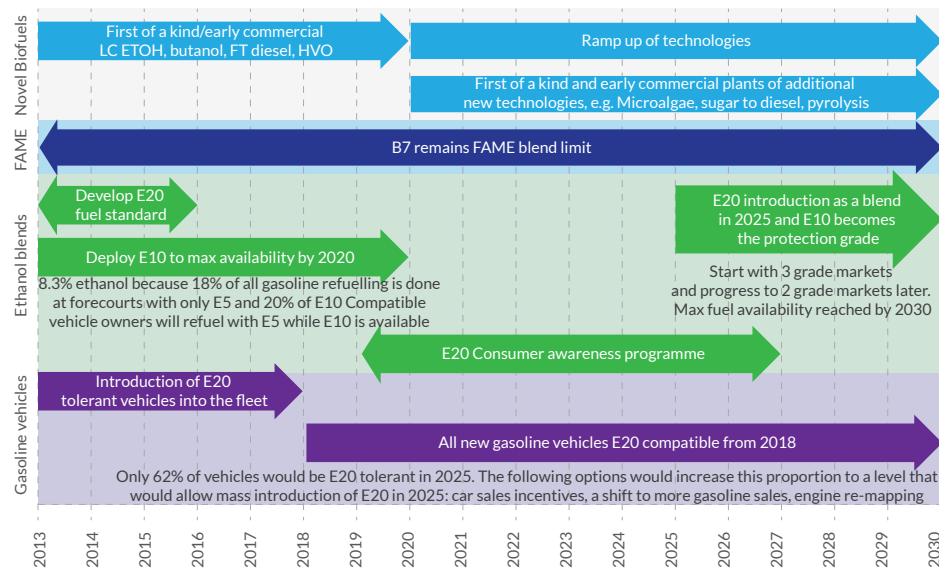 Novel Biofuels
First of a kind/early commercial
LC ETOH, butanol, FT diesel, HVO
Ramp up of technologies
First of a kind and early commercial plants of additional
new technologies, e.g. Microalgae, sugar to diesel, pyrolysis
FAME
B7 remains FAME blend limit
Ethanol blends
Develop E20
fuel standard
E20 introduction as a blend
in 2025 and E10 becomes
the protection grade
Deploy E10 to max availability by 2020
8.3% ethanol because 18% of all gasoline refuelling is done
at forecourts with only E5 and 20% of E10 Compatible
vehicle owners will refuel with E5 while E10 is available
Start with 3 grade markets
and progress to 2 grade markets later.
Max fuel availability reached by 2030
E20 Consumer awareness programme
Gasoline vehicles
Introduction of E20
tolerant vehicles into the fleet
All new gasoline vehicles E20 compatible from 2018
Only 62% of vehicles would be E20 tolerant in 2025. The following options would increase this proportion to a level that
would allow mass introduction of E20 in 2025: car sales incentives, a shift to more gasoline sales, engine re-mapping
2013
2014
2015
2016
2017
2018
2019
2020
2021
2022
2023
2024
2025
2026
2027
2028
2029
2030